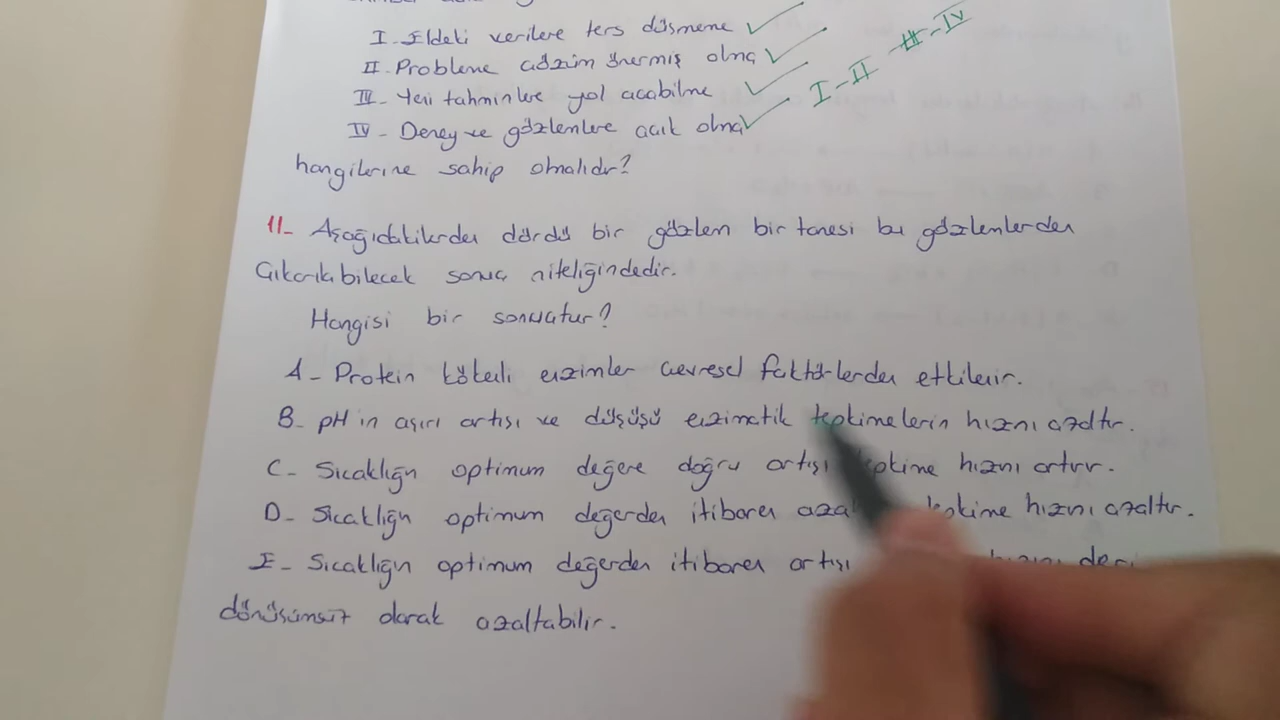 I- Eldeki verilere ters düşmeme
II- Probleme çözüm önermiş olma
III- Yeni tahminlere yol açabilme
IV- Deney ve gözlemlere açık olma
I-II-III-IV
hangilerine sahip olmalıdır?
11- Aşağıdakilerden dördü bir gözlem bir tanesi bu gözlemlerden
Çıkarılabilecek sonuç niteliğindedir.
Hangisi bir sonuçtur?
A- Protein kökenli enzimler çevresel faktörlerden etkilenir.
B- pH'in aşırı artışı ve düşüşü enzimatik tepkimelerin hızını azaltır.
C- Sıcaklığın optimum değere doğru artışı tepkime hızını artırır.
D- Sıcaklığın optimum değerden itibaren tepkime hızını azaltır.
E- Sıcaklığın optimum değerden itibaren artışı hızını
dönüşümsüz olarak azaltabilir.